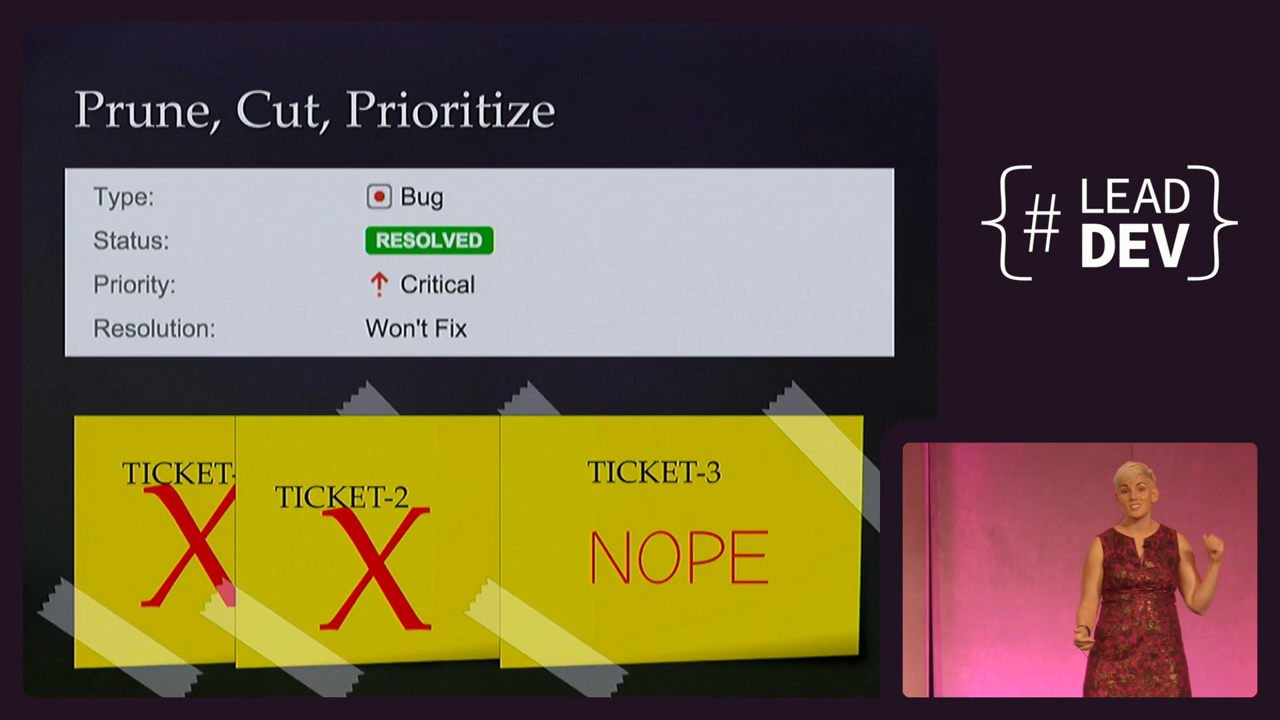 Prune, Cut, Prioritize
Type: Bug
Status: RESOLVED
Priority: Critical
Resolution: Won't Fix
TICKET-
X
TICKET-2
X
TICKET-3
NOPE
{# LEAD
DEV}